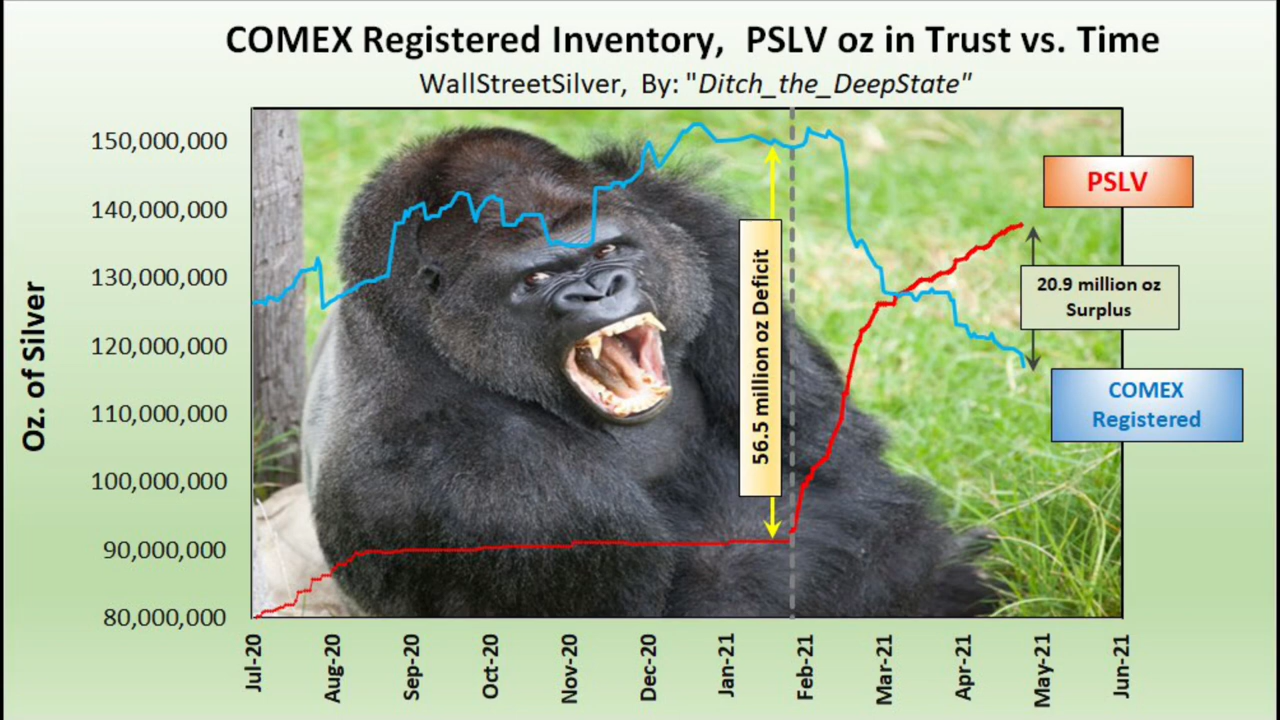 COMEX Registered Inventory,  PSLV oz in Trust vs. Time
WallStreetSilver,  By: "Ditch_the_DeepState"
Oz. of Silver
150,000,000
140,000,000
130,000,000
120,000,000
110,000,000
100,000,000
90,000,000
80,000,000
56.5 million oz Deficit
PSLV
20.9 million oz
Surplus
COMEX
Registered
Jul-20
Aug-20
Sep-20
Oct-20
Nov-20
Dec-20
Jan-21
Feb-21
Mar-21
Apr-21
May-21
Jun-21